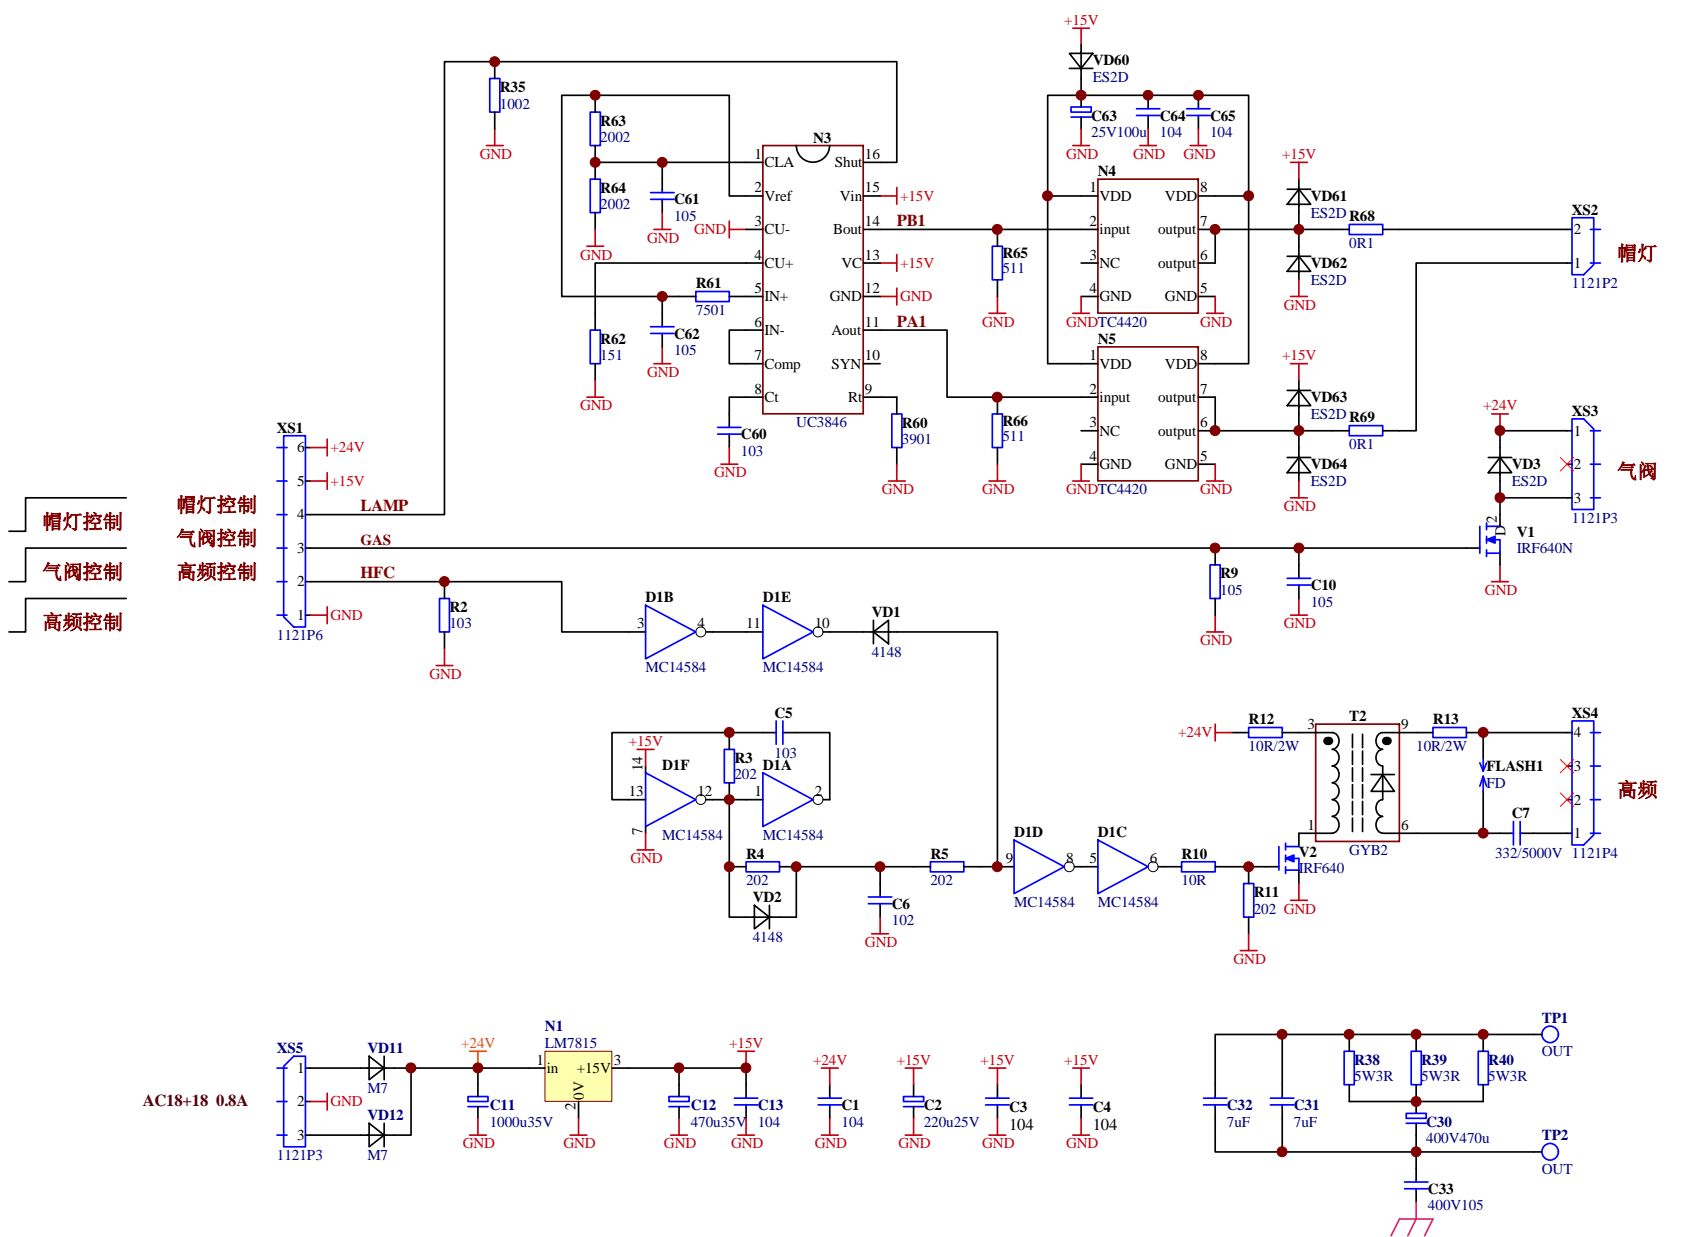 +15V
VD60
ES2D
R35
1002
GND
C63
25V100u
GND
C64
104
GND
C65
104
GND
R63
2002
R64
2002
GND
C61
105
GND
N3
1 CLA
2 Vref
GND 3 CU-
4 CU+
5 IN+
6 IN-
7 Comp
8 Ct
Shut 16
Vin 15 +15V
Bout 14 PB1
VC 13 +15V
GND 12 GND
Aout 11 PA1
SYN 10
Rt 9
UC3846
R61
7501
R62
151
GND
C62
105
GND
C60
103
GND
R60
3901
GND
R65
511
GND
R66
511
GND
N4
1 VDD VDD 8
2 input output 7
3 NC output 6
4 GND GND 5
GND TC4420 GND
N5
1 VDD VDD 8
2 input output 7
3 NC output 6
4 GND GND 5
GND TC4420 GND
+15V
VD61
ES2D
VD62
ES2D
GND
R68
0R1
+15V
VD63
ES2D
VD64
ES2D
GND
R69
0R1
XS2
2
1
1121P2
帽灯
+24V
VD3
ES2D
XS3
1
2
3
1121P3
气阀
D 2
V1
IRF640N
GND
XS1
6 +24V
5 +15V
4 LAMP
3 GAS
2 HFC
1 GND
1121P6
帽灯控制
气阀控制
高频控制
帽灯控制
气阀控制
高频控制
R2
103
GND
R9
105
GND
C10
105
GND
D1B
3 4
MC14584
D1E
11 10
MC14584
VD1
4148
C5
103
+15V
14
D1F
13 12
7
MC14584
GND
R3
202
D1A
1 2
MC14584
R4
202
VD2
4148
C6
102
GND
R5
202
D1D
9 8
MC14584
D1C
5 6
MC14584
R10
10R
R11
202
GND
V2
IRF640
GND
+24V
R12
10R/2W
T2
3 9
1 6
GYB2
R13
10R/2W
FLASH1
FD
C7
332/5000V
XS4
4
3
2
1
1121P4
高频
AC18+18 0.8A
XS5
1
2 GND
3
1121P3
VD11
M7
VD12
M7
+24V
C11
1000u35V
GND
N1
LM7815
1 in +15V 3
2 0V
GND
C12
470u35V
GND
+15V
C13
104
GND
+24V
C1
104
GND
+15V
C2
220u25V
GND
+15V
C3
104
GND
+15V
C4
104
GND
C32
7uF
C31
7uF
R38
5W3R
R39
5W3R
R40
5W3R
C30
400V470u
C33
400V105
TP1
OUT
TP2
OUT